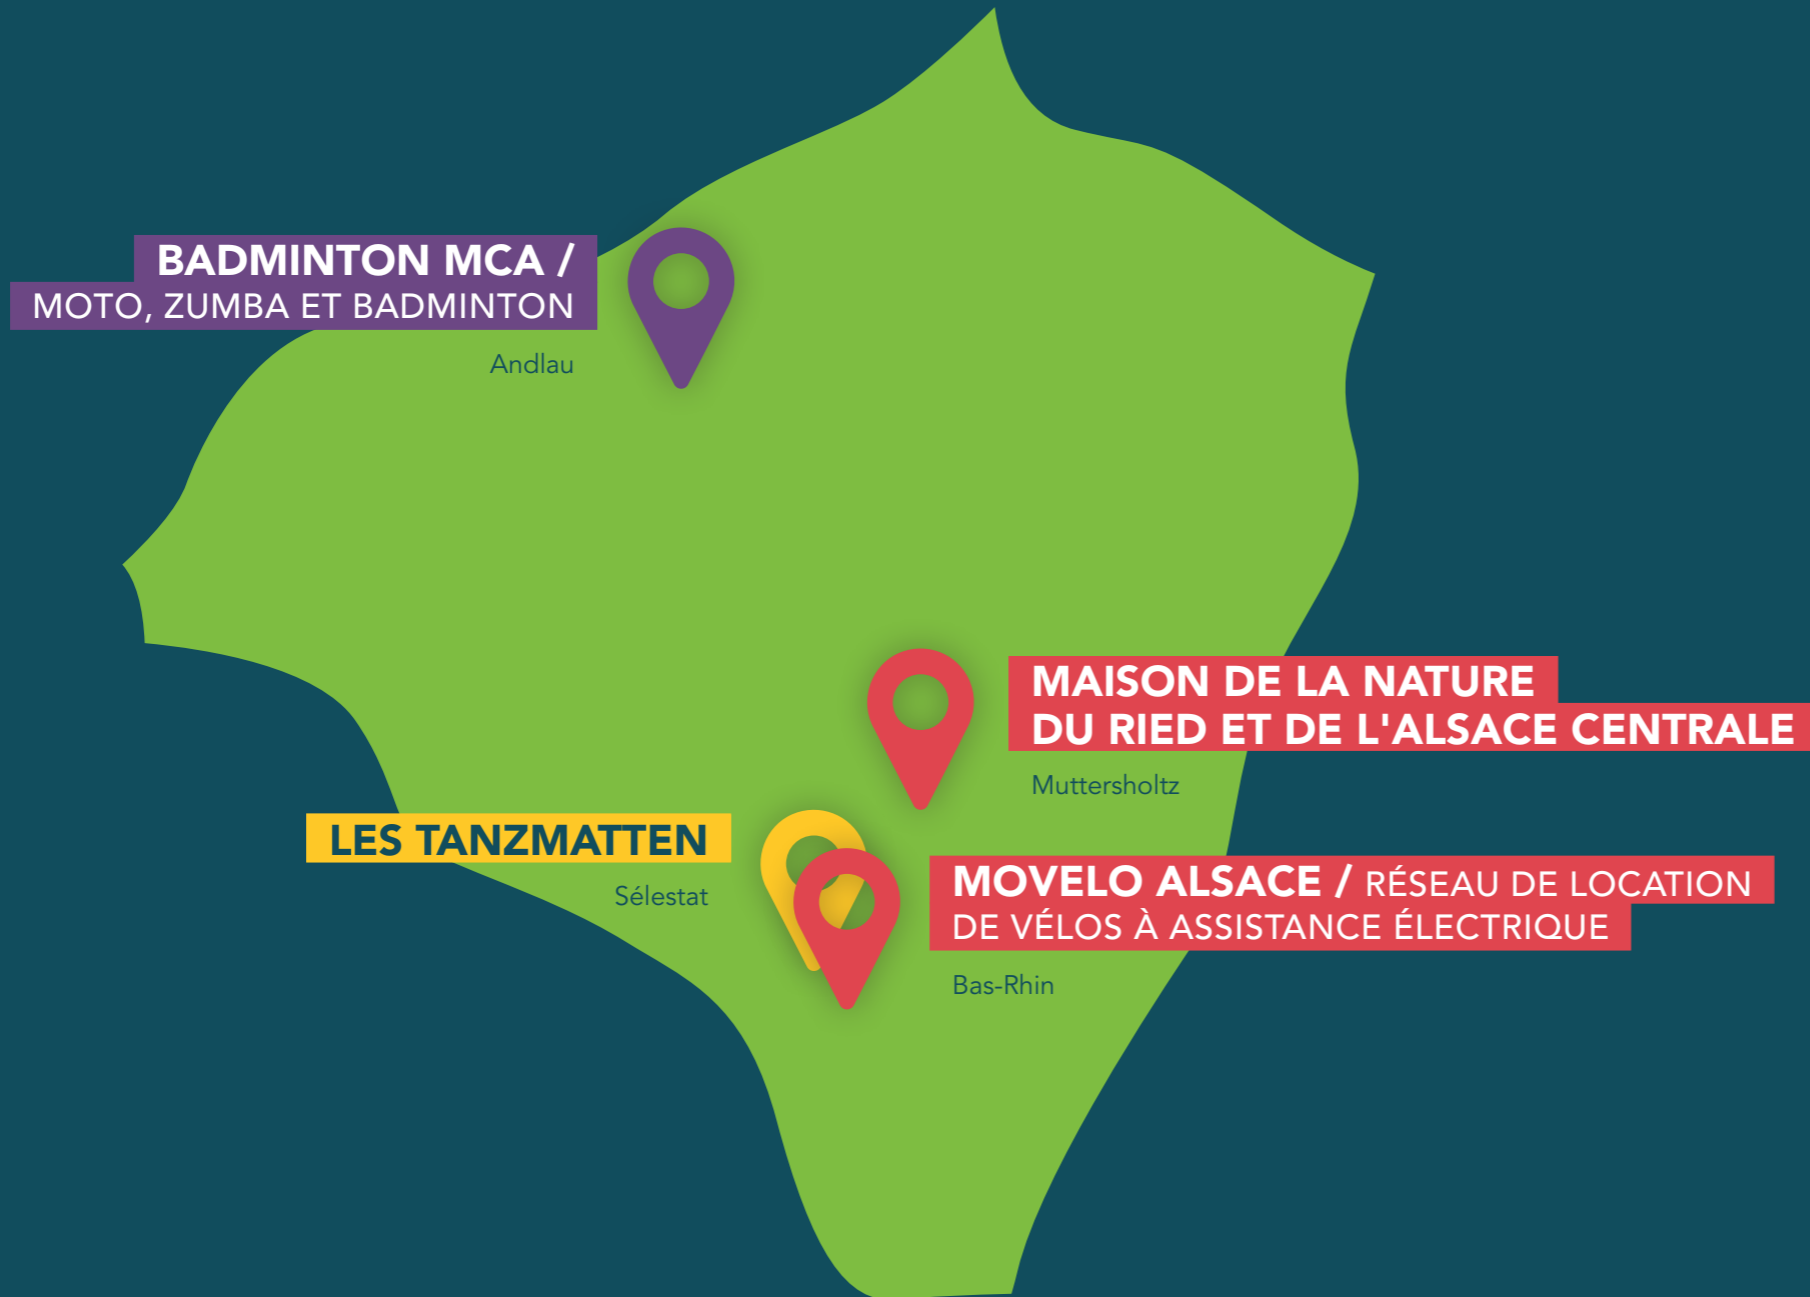 BADMINTON MCA /
MOTO, ZUMBA ET BADMINTON
Andlau
MAISON DE LA NATURE
DU RIED ET DE L'ALSACE CENTRALE
Muttersholtz
LES TANZMATTEN
Sélestat
MOVELO ALSACE / RÉSEAU DE LOCATION
DE VÉLOS À ASSISTANCE ÉLECTRIQUE
Bas-Rhin